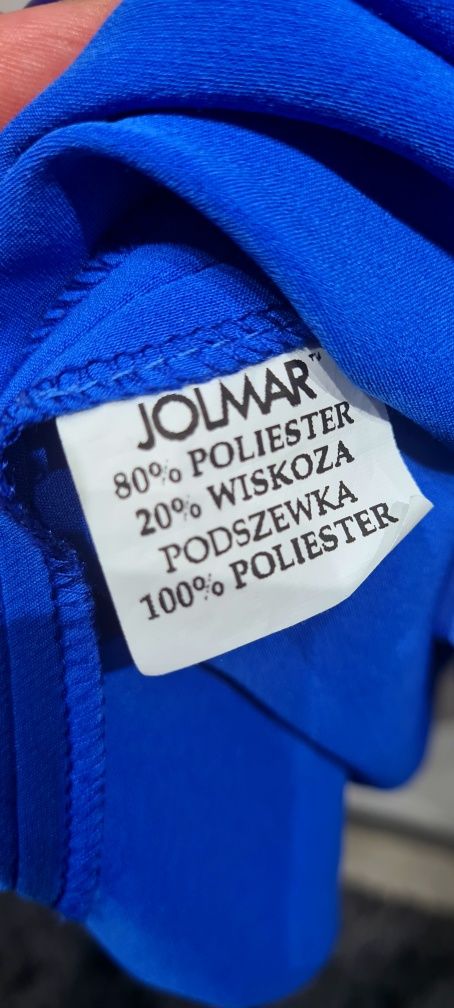 JOLMAR™
80% POLIESTER
20% WISKOZA
PODSZEWKA
100% POLIESTER